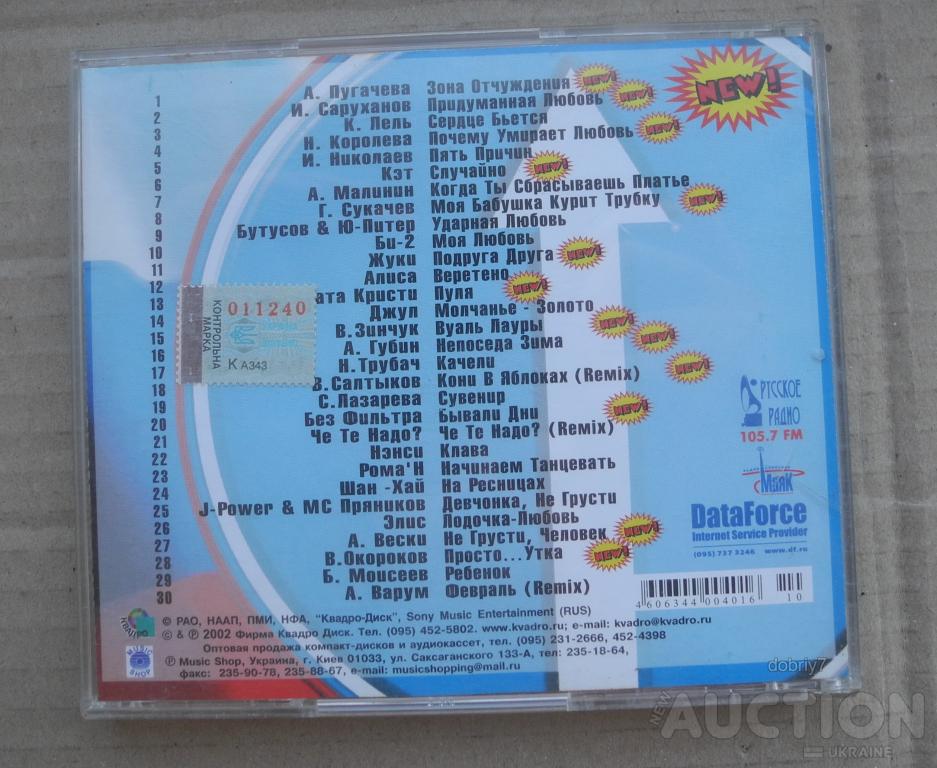 NEW!
1 А. Пугачева Зона Отчуждения NEW!
2 И. Саруханов Придуманная Любовь NEW!
3 К. Лель Сердце Бьется
4 Н. Королева Почему Умирает Любовь NEW!
5 И. Николаев Пять Причин
6 Кэт Случайно NEW!
7 А. Малинин Когда Ты Сбрасываешь Платье
8 Г. Сукачев Моя Бабушка Курит Трубку NEW!
9 Бутусов & Ю-Питер Ударная Любовь
10 Би-2 Моя Любовь
11 Жуки Подруга Друга NEW!
12 Алиса Веретено
13 ата Кристи Пуля NEW!
14 Джул Молчанье - Золото
15 В.Зинчук Вуаль Лауры NEW!
16 А. Губин Непоседа Зима NEW!
17 Н.Трубач Качели NEW!
18 В.Салтыков Кони В Яблоках (Remix)
19 С.Лазарева Сувенир
20 Без Фильтра Бывали Дни NEW!
21 Че Те Надо? Че Те Надо? (Remix)
22 Нэнси Клава
23 Рома'Н Начинаем Танцевать
24 Шан -Хай На Ресницах
25 J-Power & МС Пряников Девчонка, Не Грусти
26 Элис Лодочка-Любовь
27 А. Вески Не Грусти, Человек NEW!
28 В.Окороков Просто...Утка NEW!
29 Б. Моисеев Ребенок
30 А. Варум Февраль (Remix)
011240
КОНТРОЛЬНА
МАРКА
К А343
РУССКОЕ
РАДИО
105.7 FM
Маяк
DataForce
Internet Service Provider
(095) 737 3246 www.df.ru
4 606344 004016 10
КВАДРО
MUSIC
SHOP
© РАО, НААП, ПМИ, НФА, "Квадро-Диск", Sony Music Entertainment (RUS)
© & ℗ 2002 Фирма Квадро Диск. Тел. (095) 452-5802. www.kvadro.ru; e-mail: kvadro@kvadro.ru
Оптовая продажа компакт-дисков и аудиокассет, тел.: (095) 231-2666, 452-4398
℗ Music Shop, Украина, г. Киев 01033, ул. Саксаганского 133-А, тел: 235-18-64,
факс: 235-90-78, 235-88-67, e-mail: musicshopping@mail.ru
dobriy7
NEW
AUCTION
UKRAINE